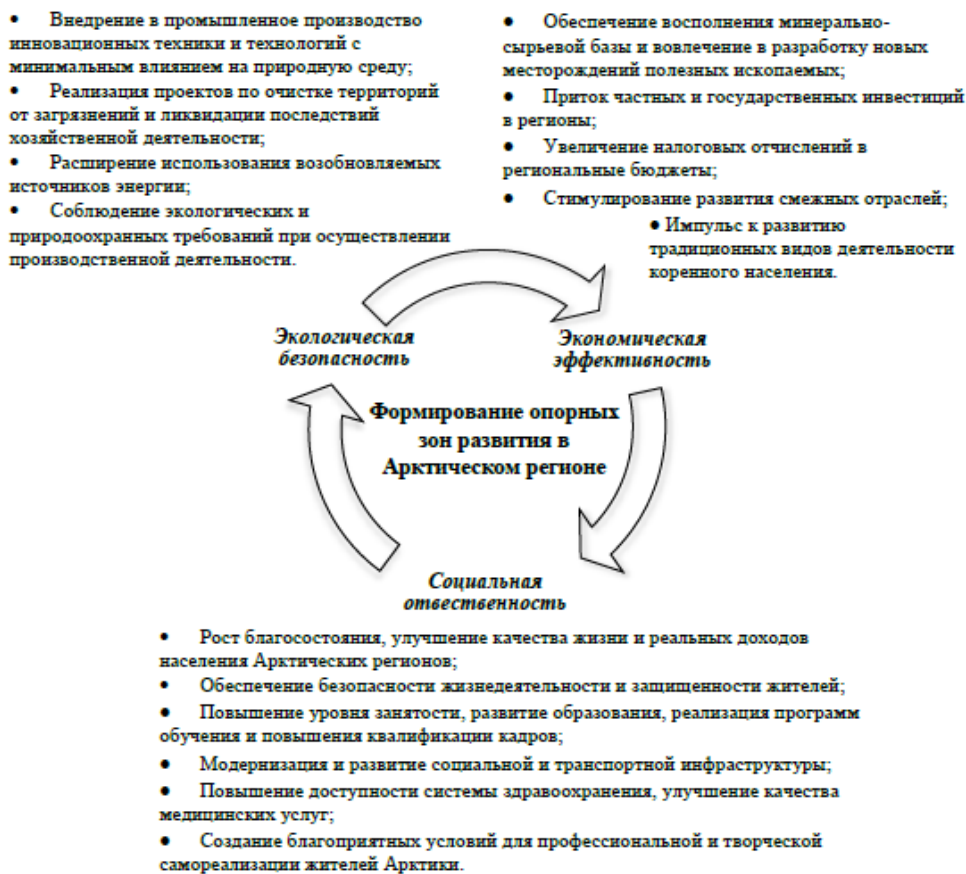 • Внедрение в промышленное производство
инновационных техники и технологий с
минимальным влиянием на природную среду;
• Реализация проектов по очистке территорий
от загрязнений и ликвидации последствий
хозяйственной деятельности;
• Расширение использования возобновляемых
источников энергии;
• Соблюдение экологических и
природоохранных требований при осуществлении
производственной деятельности.
• Обеспечение восполнения минерально-
сырьевой базы и вовлечение в разработку новых
месторождений полезных ископаемых;
• Приток частных и государственных инвестиций
в регионы;
• Увеличение налоговых отчислений в
региональные бюджеты;
• Стимулирование развития смежных отраслей;
• Импульс к развитию
традиционных видов деятельности
коренного населения.
Экологическая
безопасность
Экономическая
эффективность
Формирование опорных
зон развития в
Арктическом регионе
Социальная
отвественность
• Рост благосостояния, улучшение качества жизни и реальных доходов
населения Арктических регионов;
• Обеспечение безопасности жизнедеятельности и защищенности жителей;
• Повышение уровня занятости, развитие образования, реализация программ
обучения и повышения квалификации кадров;
• Модернизация и развитие социальной и транспортной инфраструктуры;
• Повышение доступности системы здравоохранения, улучшение качества
медицинских услуг;
• Создание благоприятных условий для профессиональной и творческой
самореализации жителей Арктики.